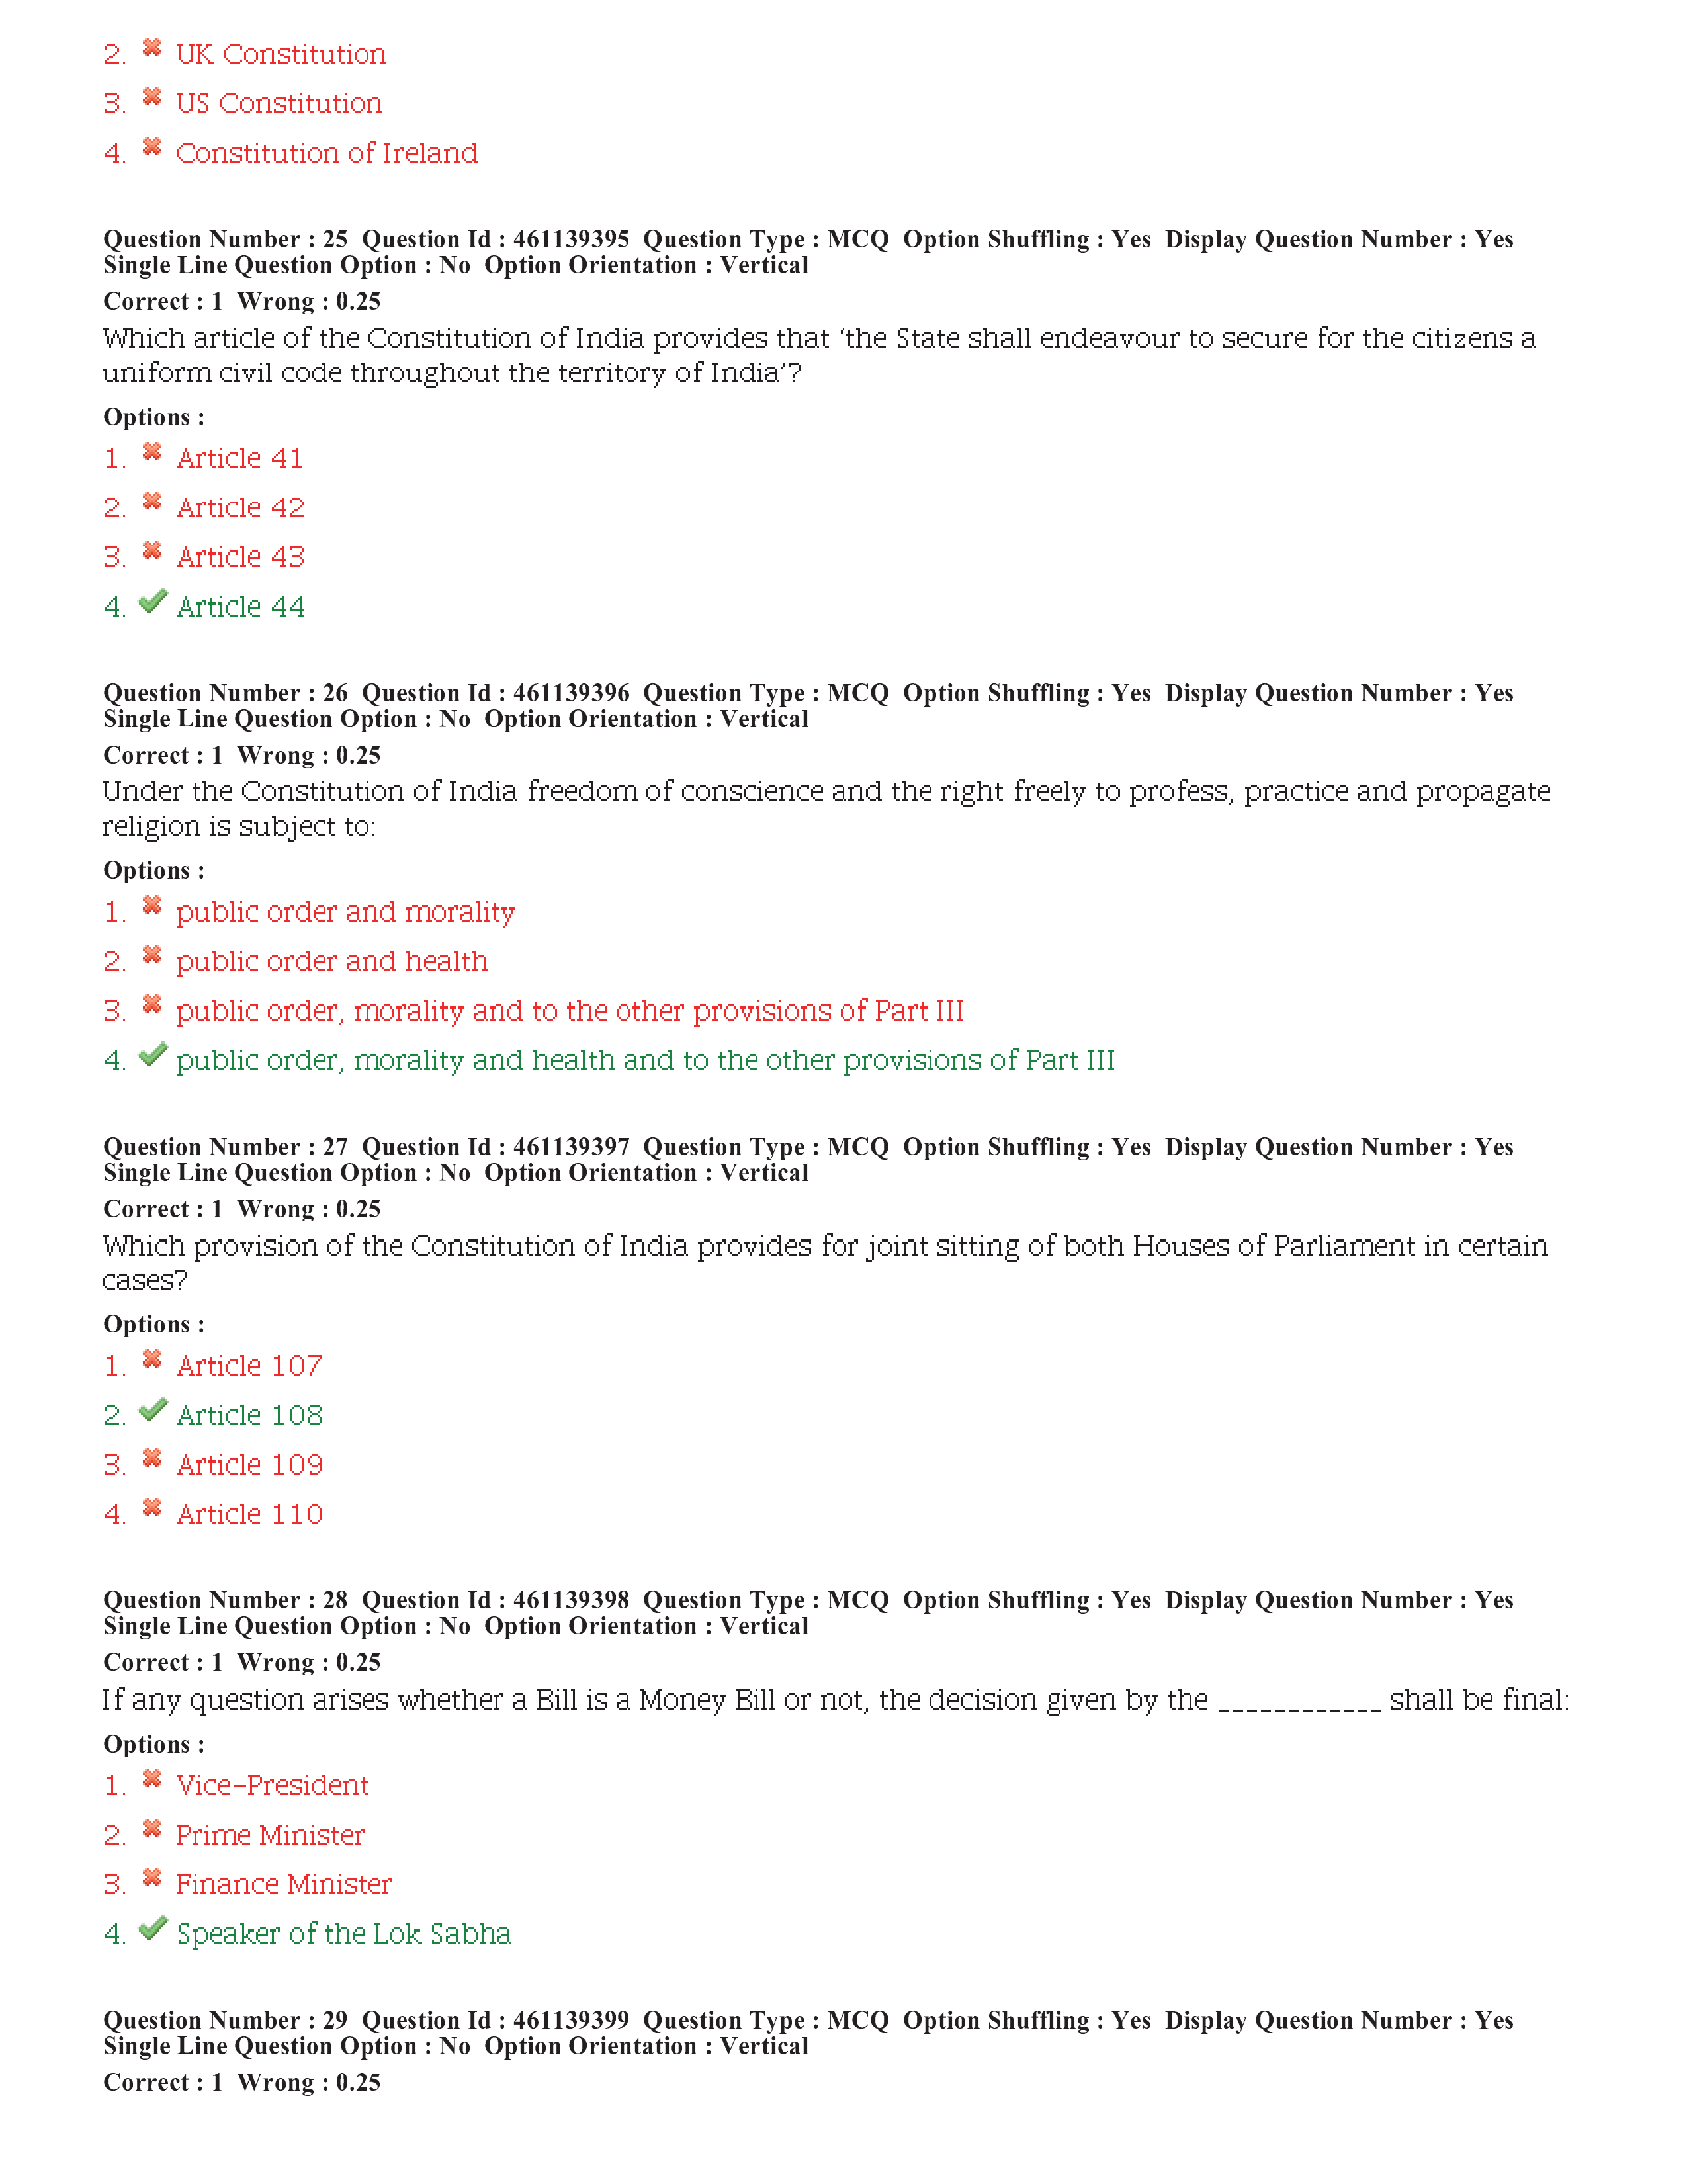 2. UK Constitution
3. US Constitution
4. Constitution of Ireland
Question Number : 25 Question Id : 461139395 Question Type : MCQ Option Shuffling : Yes Display Question Number : Yes
Single Line Question Option : No Option Orientation : Vertical
Correct : 1 Wrong : 0.25
Which article of the Constitution of India provides that ‘the State shall endeavour to secure for the citizens a
uniform civil code throughout the territory of India’?
Options :
1. Article 41
2. Article 42
3. Article 43
4. Article 44
Question Number : 26 Question Id : 461139396 Question Type : MCQ Option Shuffling : Yes Display Question Number : Yes
Single Line Question Option : No Option Orientation : Vertical
Correct : 1 Wrong : 0.25
Under the Constitution of India freedom of conscience and the right freely to profess, practice and propagate
religion is subject to:
Options :
1. public order and morality
2. public order and health
3. public order, morality and to the other provisions of Part III
4. public order, morality and health and to the other provisions of Part III
Question Number : 27 Question Id : 461139397 Question Type : MCQ Option Shuffling : Yes Display Question Number : Yes
Single Line Question Option : No Option Orientation : Vertical
Correct : 1 Wrong : 0.25
Which provision of the Constitution of India provides for joint sitting of both Houses of Parliament in certain
cases?
Options :
1. Article 107
2. Article 108
3. Article 109
4. Article 110
Question Number : 28 Question Id : 461139398 Question Type : MCQ Option Shuffling : Yes Display Question Number : Yes
Single Line Question Option : No Option Orientation : Vertical
Correct : 1 Wrong : 0.25
If any question arises whether a Bill is a Money Bill or not, the decision given by the ____________ shall be final:
Options :
1. Vice-President
2. Prime Minister
3. Finance Minister
4. Speaker of the Lok Sabha
Question Number : 29 Question Id : 461139399 Question Type : MCQ Option Shuffling : Yes Display Question Number : Yes
Single Line Question Option : No Option Orientation : Vertical
Correct : 1 Wrong : 0.25